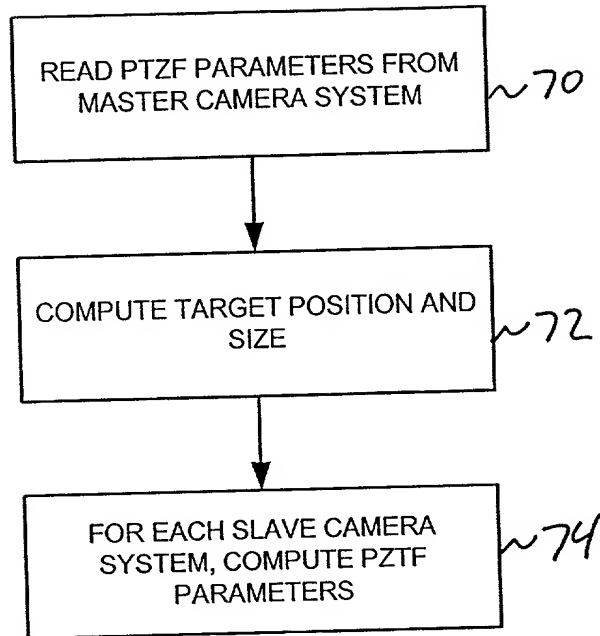 READ PTZF PARAMETERS FROM
MASTER CAMERA SYSTEM
70
COMPUTE TARGET POSITION AND
SIZE
72
FOR EACH SLAVE CAMERA
SYSTEM, COMPUTE PZTF
PARAMETERS
74